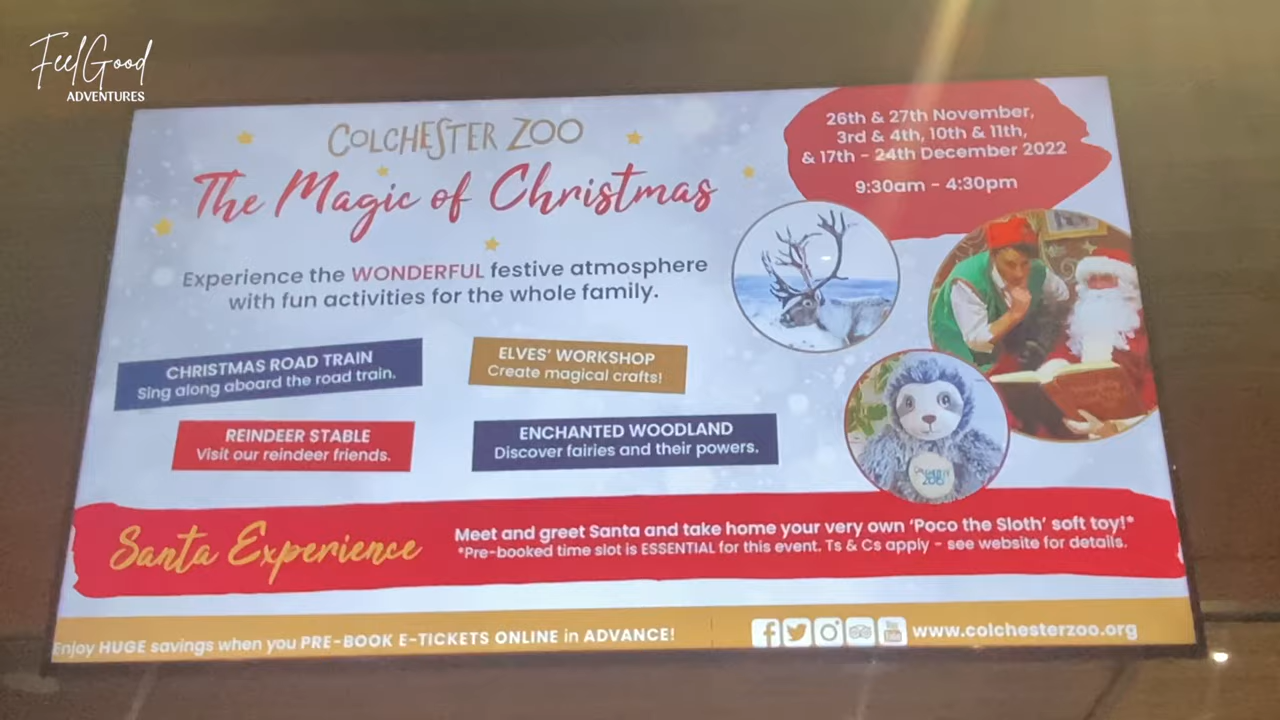 FeelGood
ADVENTURES
COLCHESTER ZOO
The Magic of Christmas
26th & 27th November,
3rd & 4th, 10th & 11th,
& 17th - 24th December 2022
9:30am - 4:30pm
Experience the WONDERFUL festive atmosphere
with fun activities for the whole family.
CHRISTMAS ROAD TRAIN
Sing along aboard the road train.
ELVES' WORKSHOP
Create magical crafts!
REINDEER STABLE
Visit our reindeer friends.
ENCHANTED WOODLAND
Discover fairies and their powers.
COLCHESTER
ZOO
Santa Experience
Meet and greet Santa and take home your very own 'Poco the Sloth' soft toy!*
*Pre-booked time slot is ESSENTIAL for this event. Ts & Cs apply - see website for details.
Enjoy HUGE savings when you PRE-BOOK E-TICKETS ONLINE in ADVANCE!
You
Tube
www.colchesterzoo.org